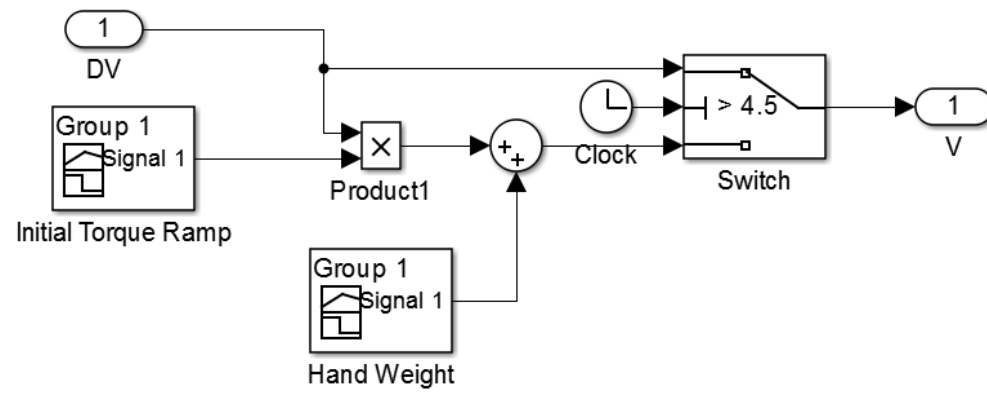 1
DV
Group 1
Signal 1
Initial Torque Ramp
×
Product1
+
+
Clock
> 4.5
Switch
1
V
Group 1
Signal 1
Hand Weight